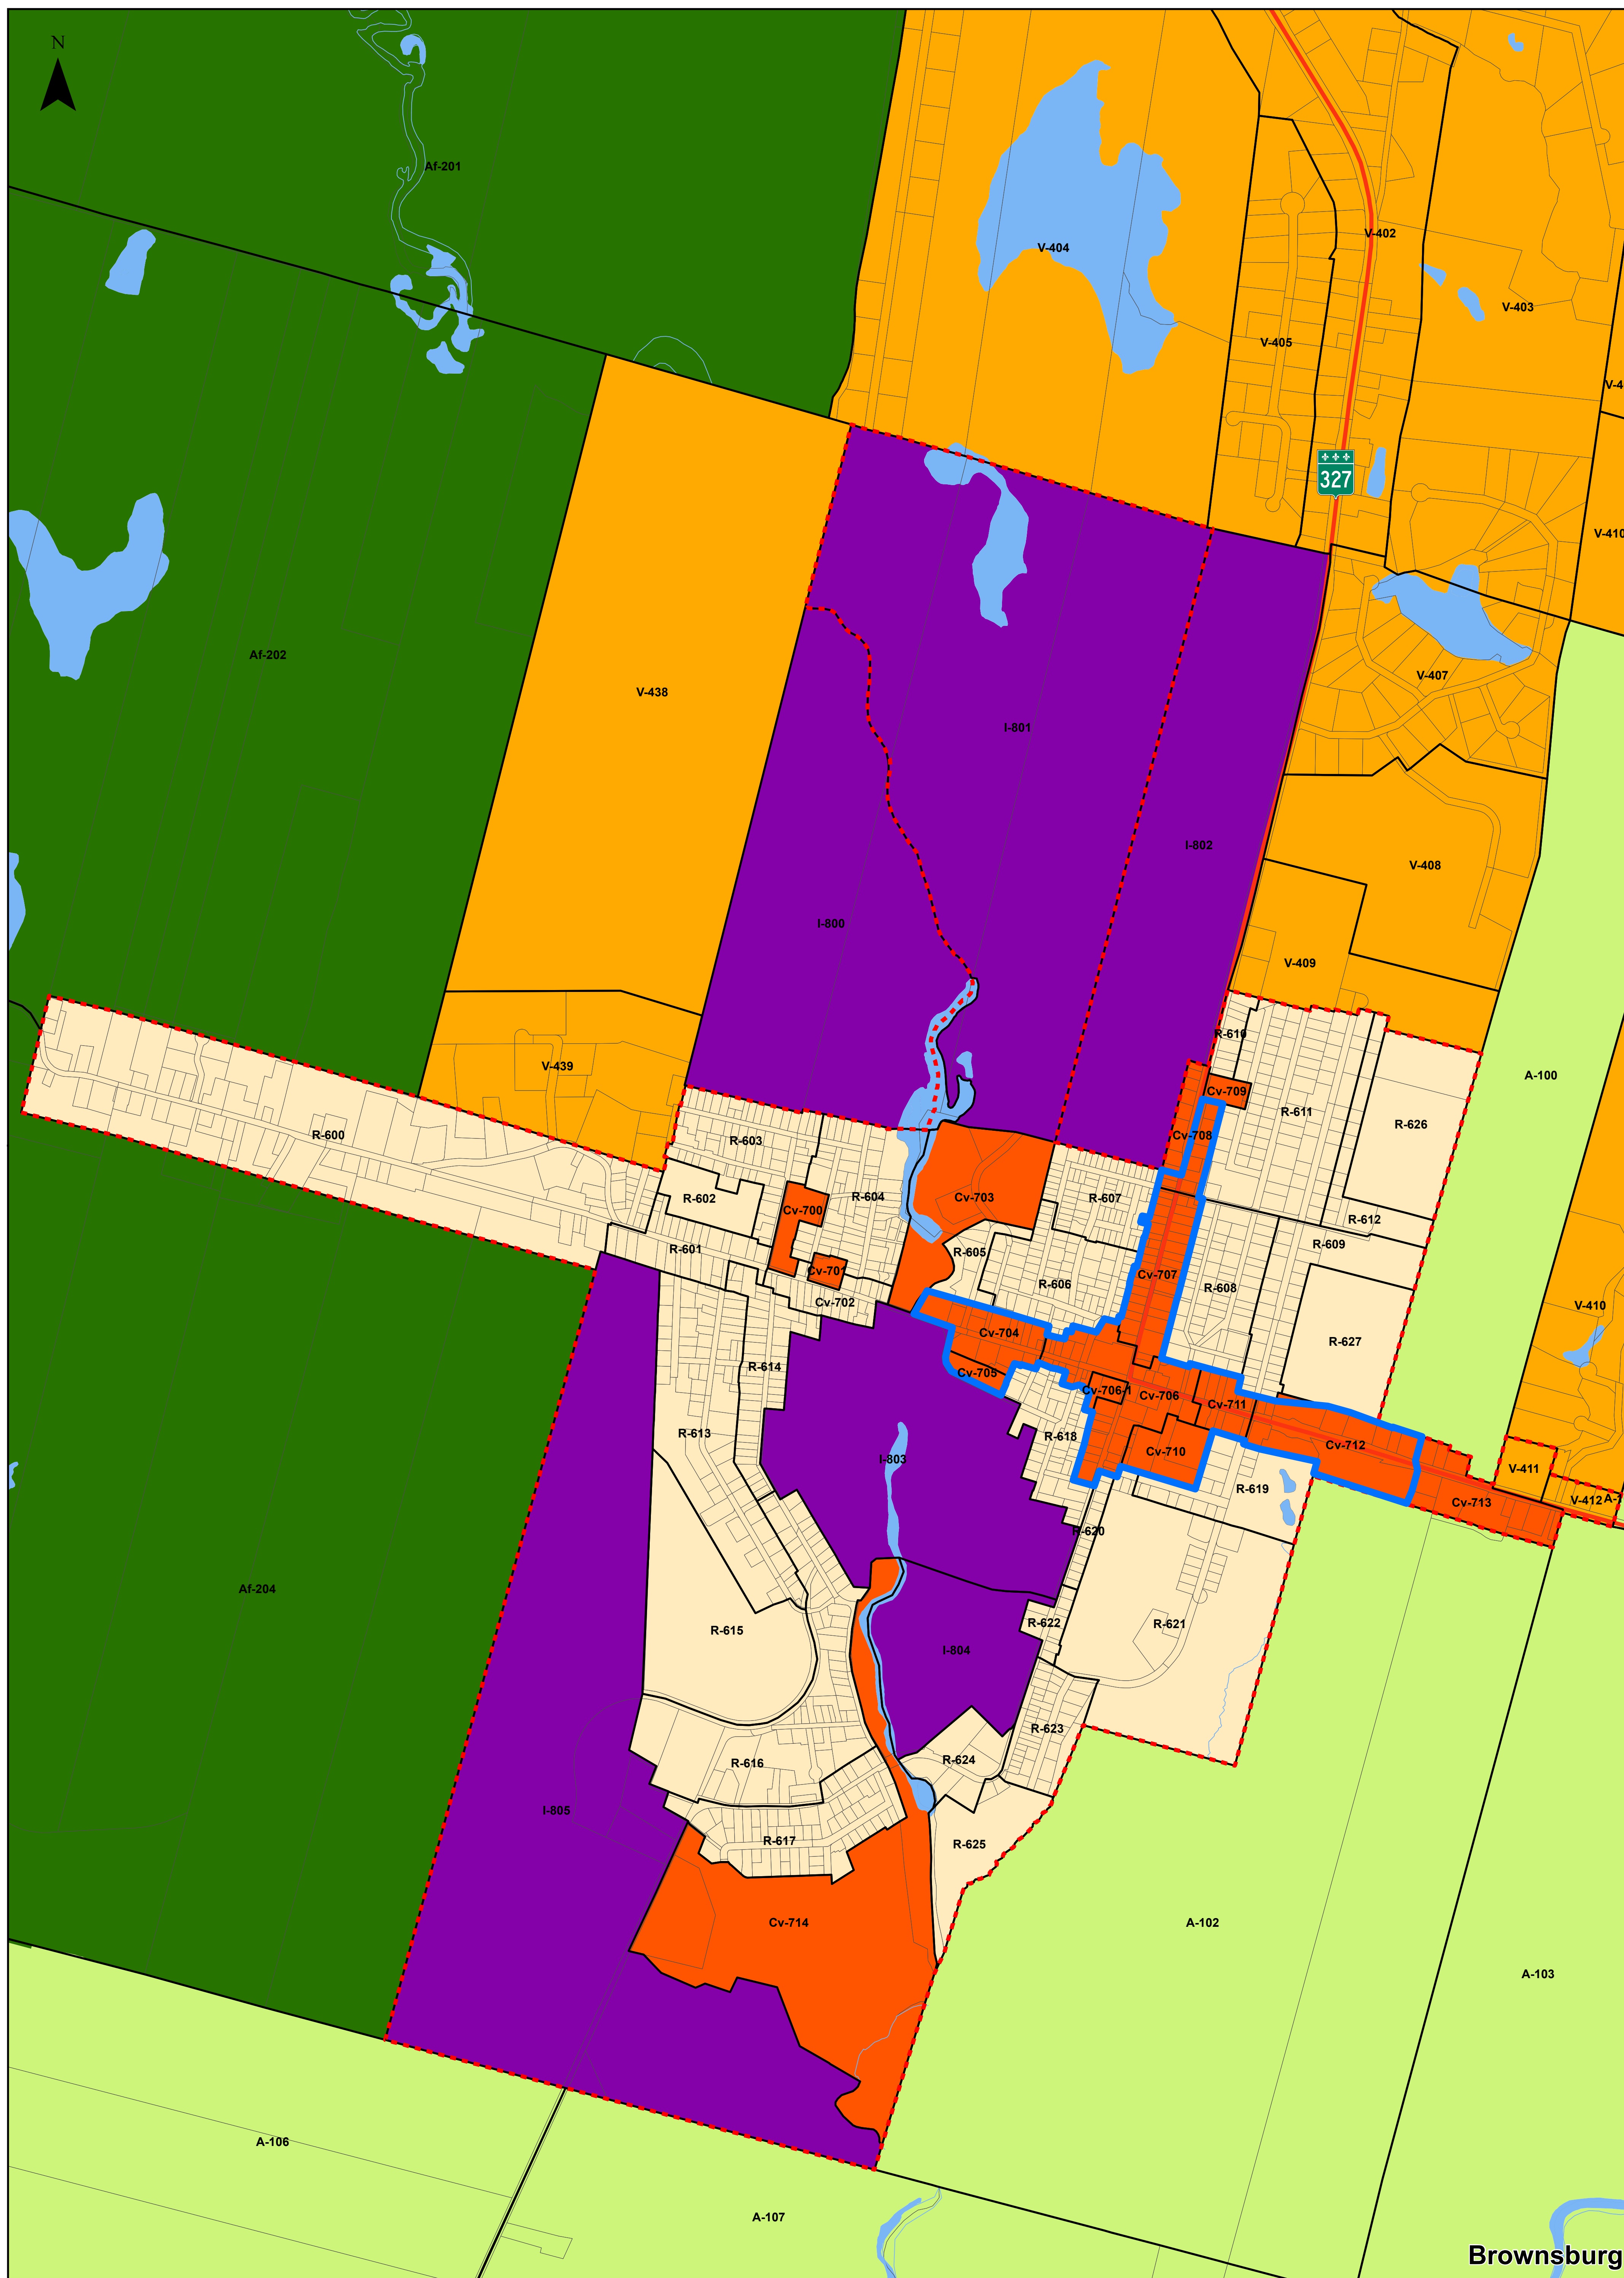 N
Af-201
V-404
V-402
V-403
V-405
V-4
327
V-410
Af-202
V-407
V-438
I-801
I-802
V-408
I-800
V-409
R-610
V-439
A-100
Cv-709
R-611
R-626
R-600
R-603
Cv-708
R-602
R-604
Cv-703
R-607
Cv-700
R-612
R-601
R-605
R-609
Cv-701
Cv-707
R-606
R-608
Cv-702
V-410
Cv-704
R-627
R-614
Cv-705
Cv-706-1
Cv-706
Cv-711
R-613
R-618
Cv-710
Cv-712
I-803
V-411
R-619
Cv-713
V-412
A-1
R-620
Af-204
R-615
R-622
R-621
I-804
R-623
R-616
R-624
I-805
R-617
R-625
Cv-714
A-102
A-103
A-106
A-107
Brownsburg